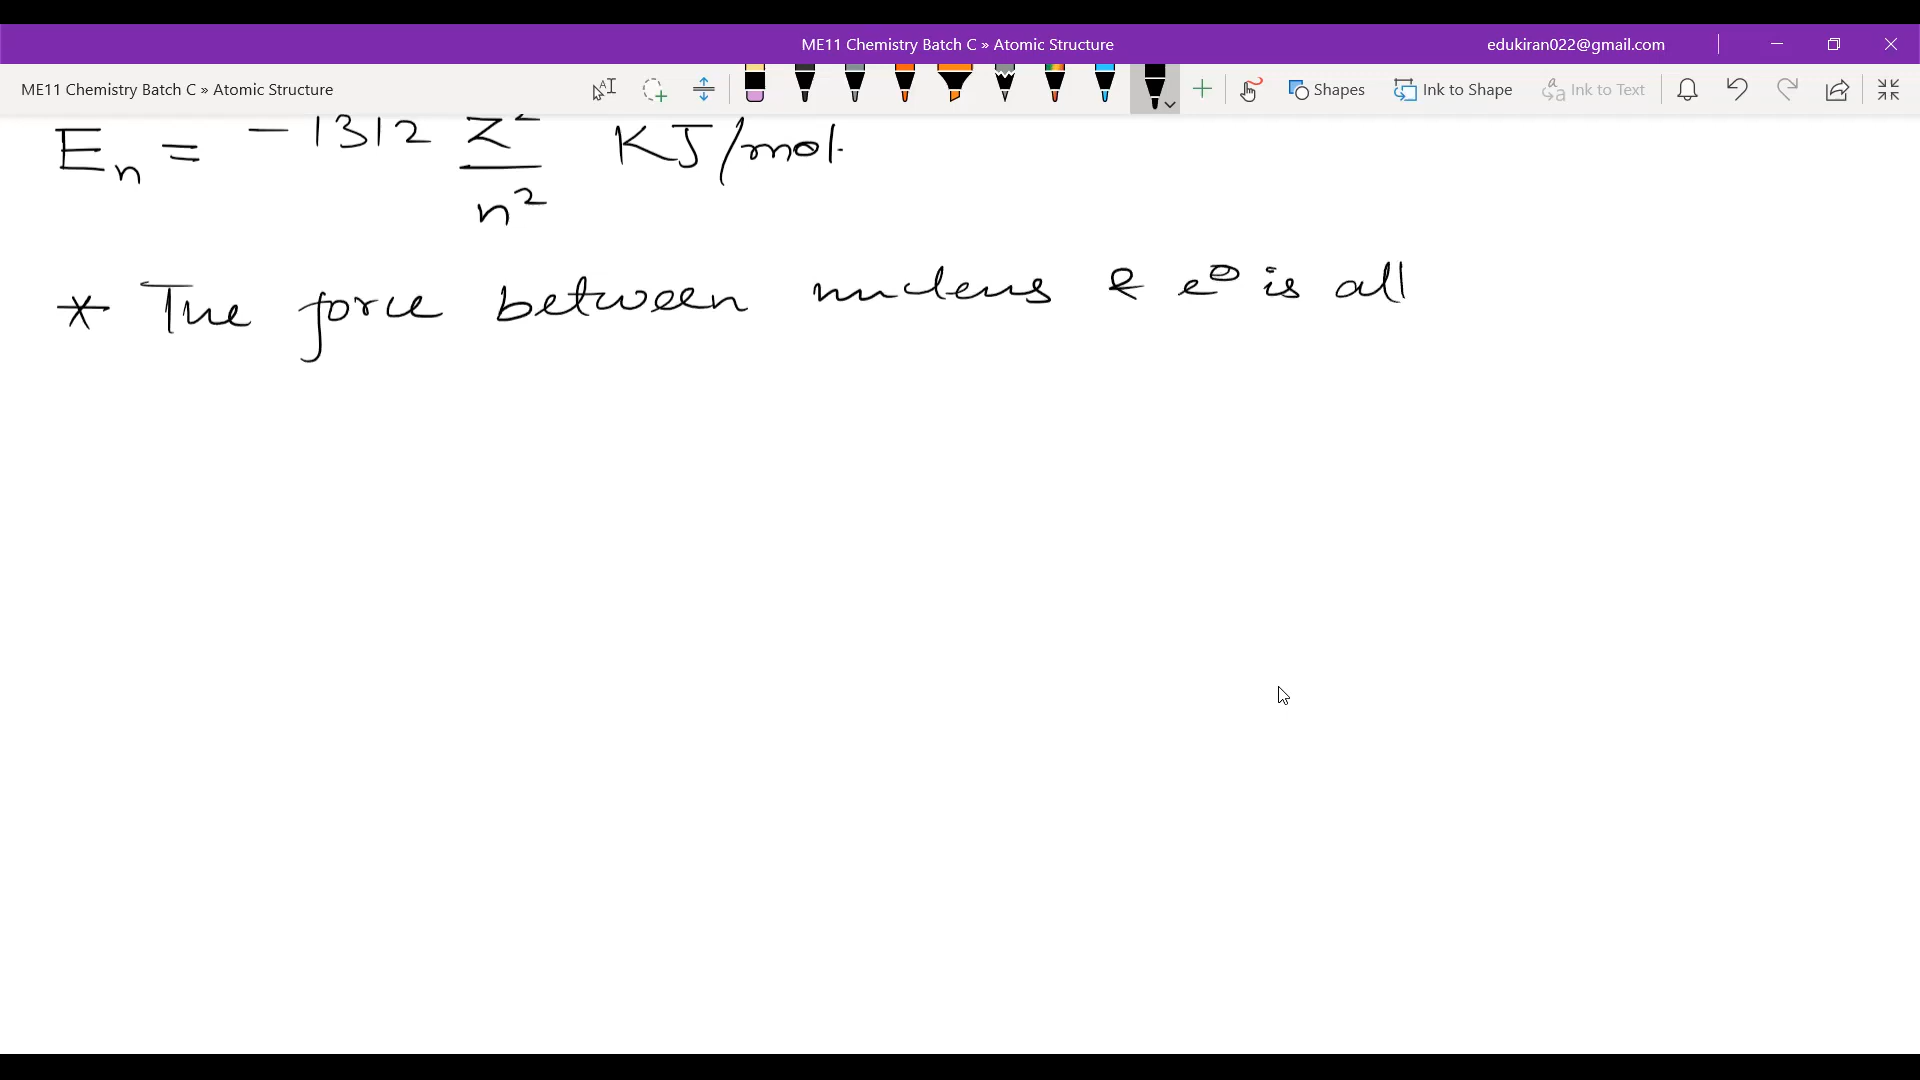 ME11 Chemistry Batch C » Atomic Structure
edukiran022@gmail.com
ME11 Chemistry Batch C » Atomic Structure
Shapes
Ink to Shape
Ink to Text
Eₙ = -1312 Z²/n² KJ/mol.
* The force between nucleus & e⊖ is all